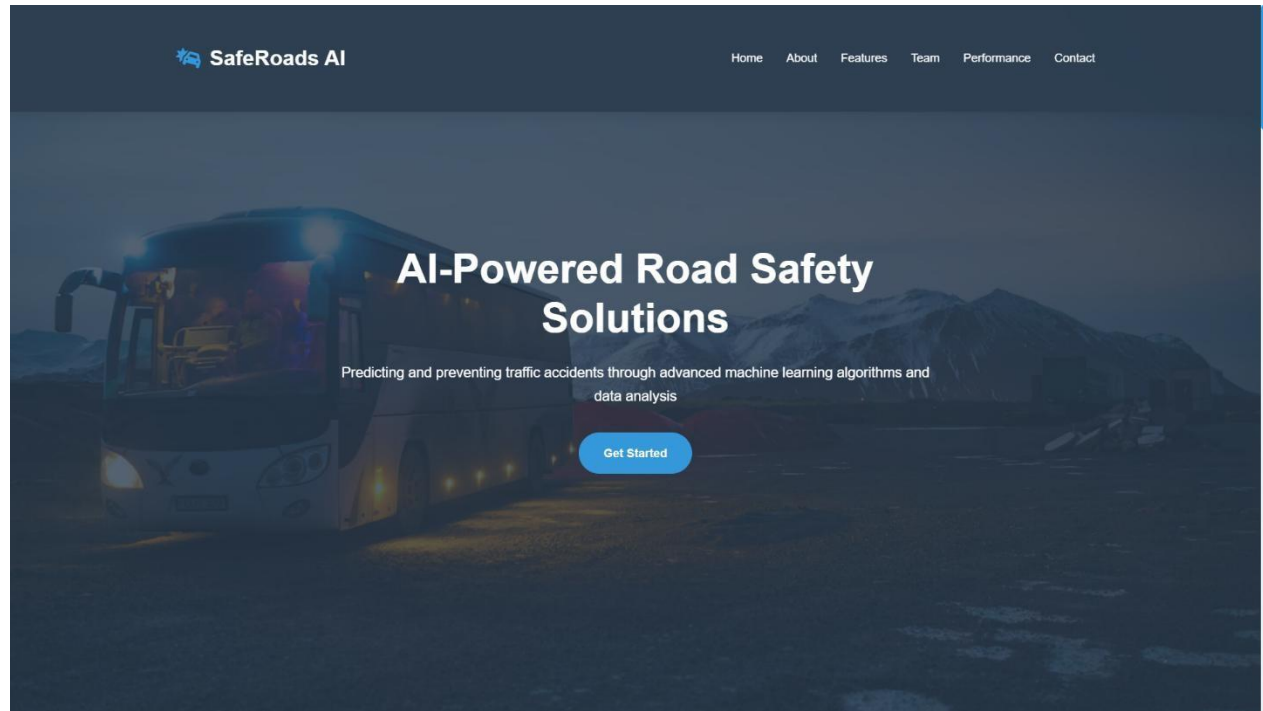 SafeRoads AI
Home About Features Team Performance Contact
AI-Powered Road Safety
Solutions
Predicting and preventing traffic accidents through advanced machine learning algorithms and
data analysis
Get Started